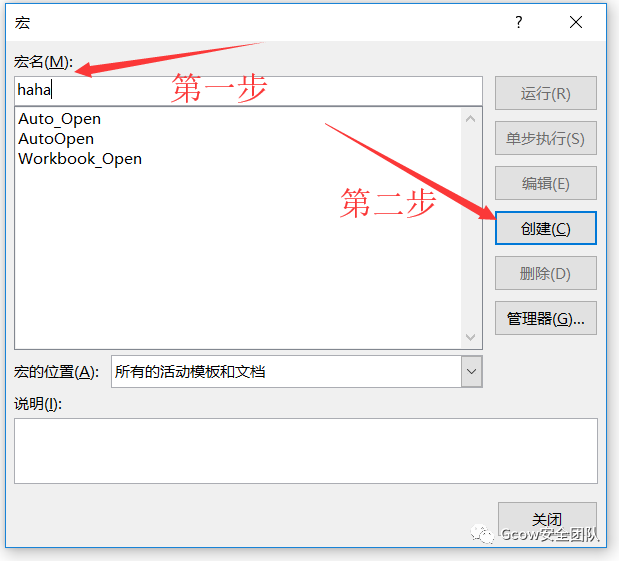 宏
?
宏名(M):
haha
第一步
运行(R)
Auto_Open
AutoOpen
Workbook_Open
单步执行(S)
编辑(E)
第二步
创建(C)
删除(D)
管理器(G)...
宏的位置(A):
所有的活动模板和文档
说明(I):
关闭
Gcow安全团队